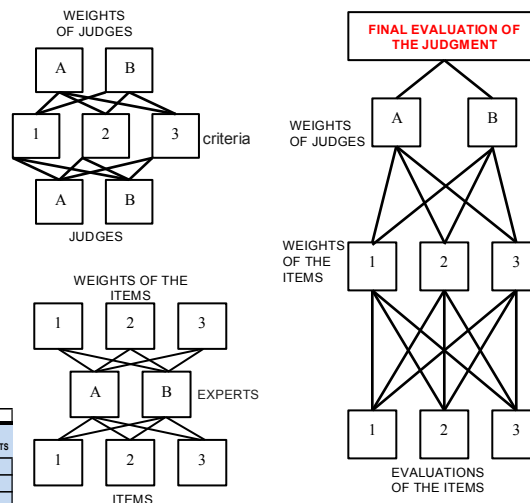 WEIGHTS
OF JUDGES
A B
1 2 3 criteria
A B
JUDGES
WEIGHTS OF THE
ITEMS
1 2 3
A B EXPERTS
1 2 3
ITEMS
TS
FINAL EVALUATION OF
THE JUDGMENT
WEIGHTS
OF JUDGES
A B
WEIGHTS
OF THE
ITEMS
1 2 3
1 2 3
EVALUATIONS
OF THE ITEMS